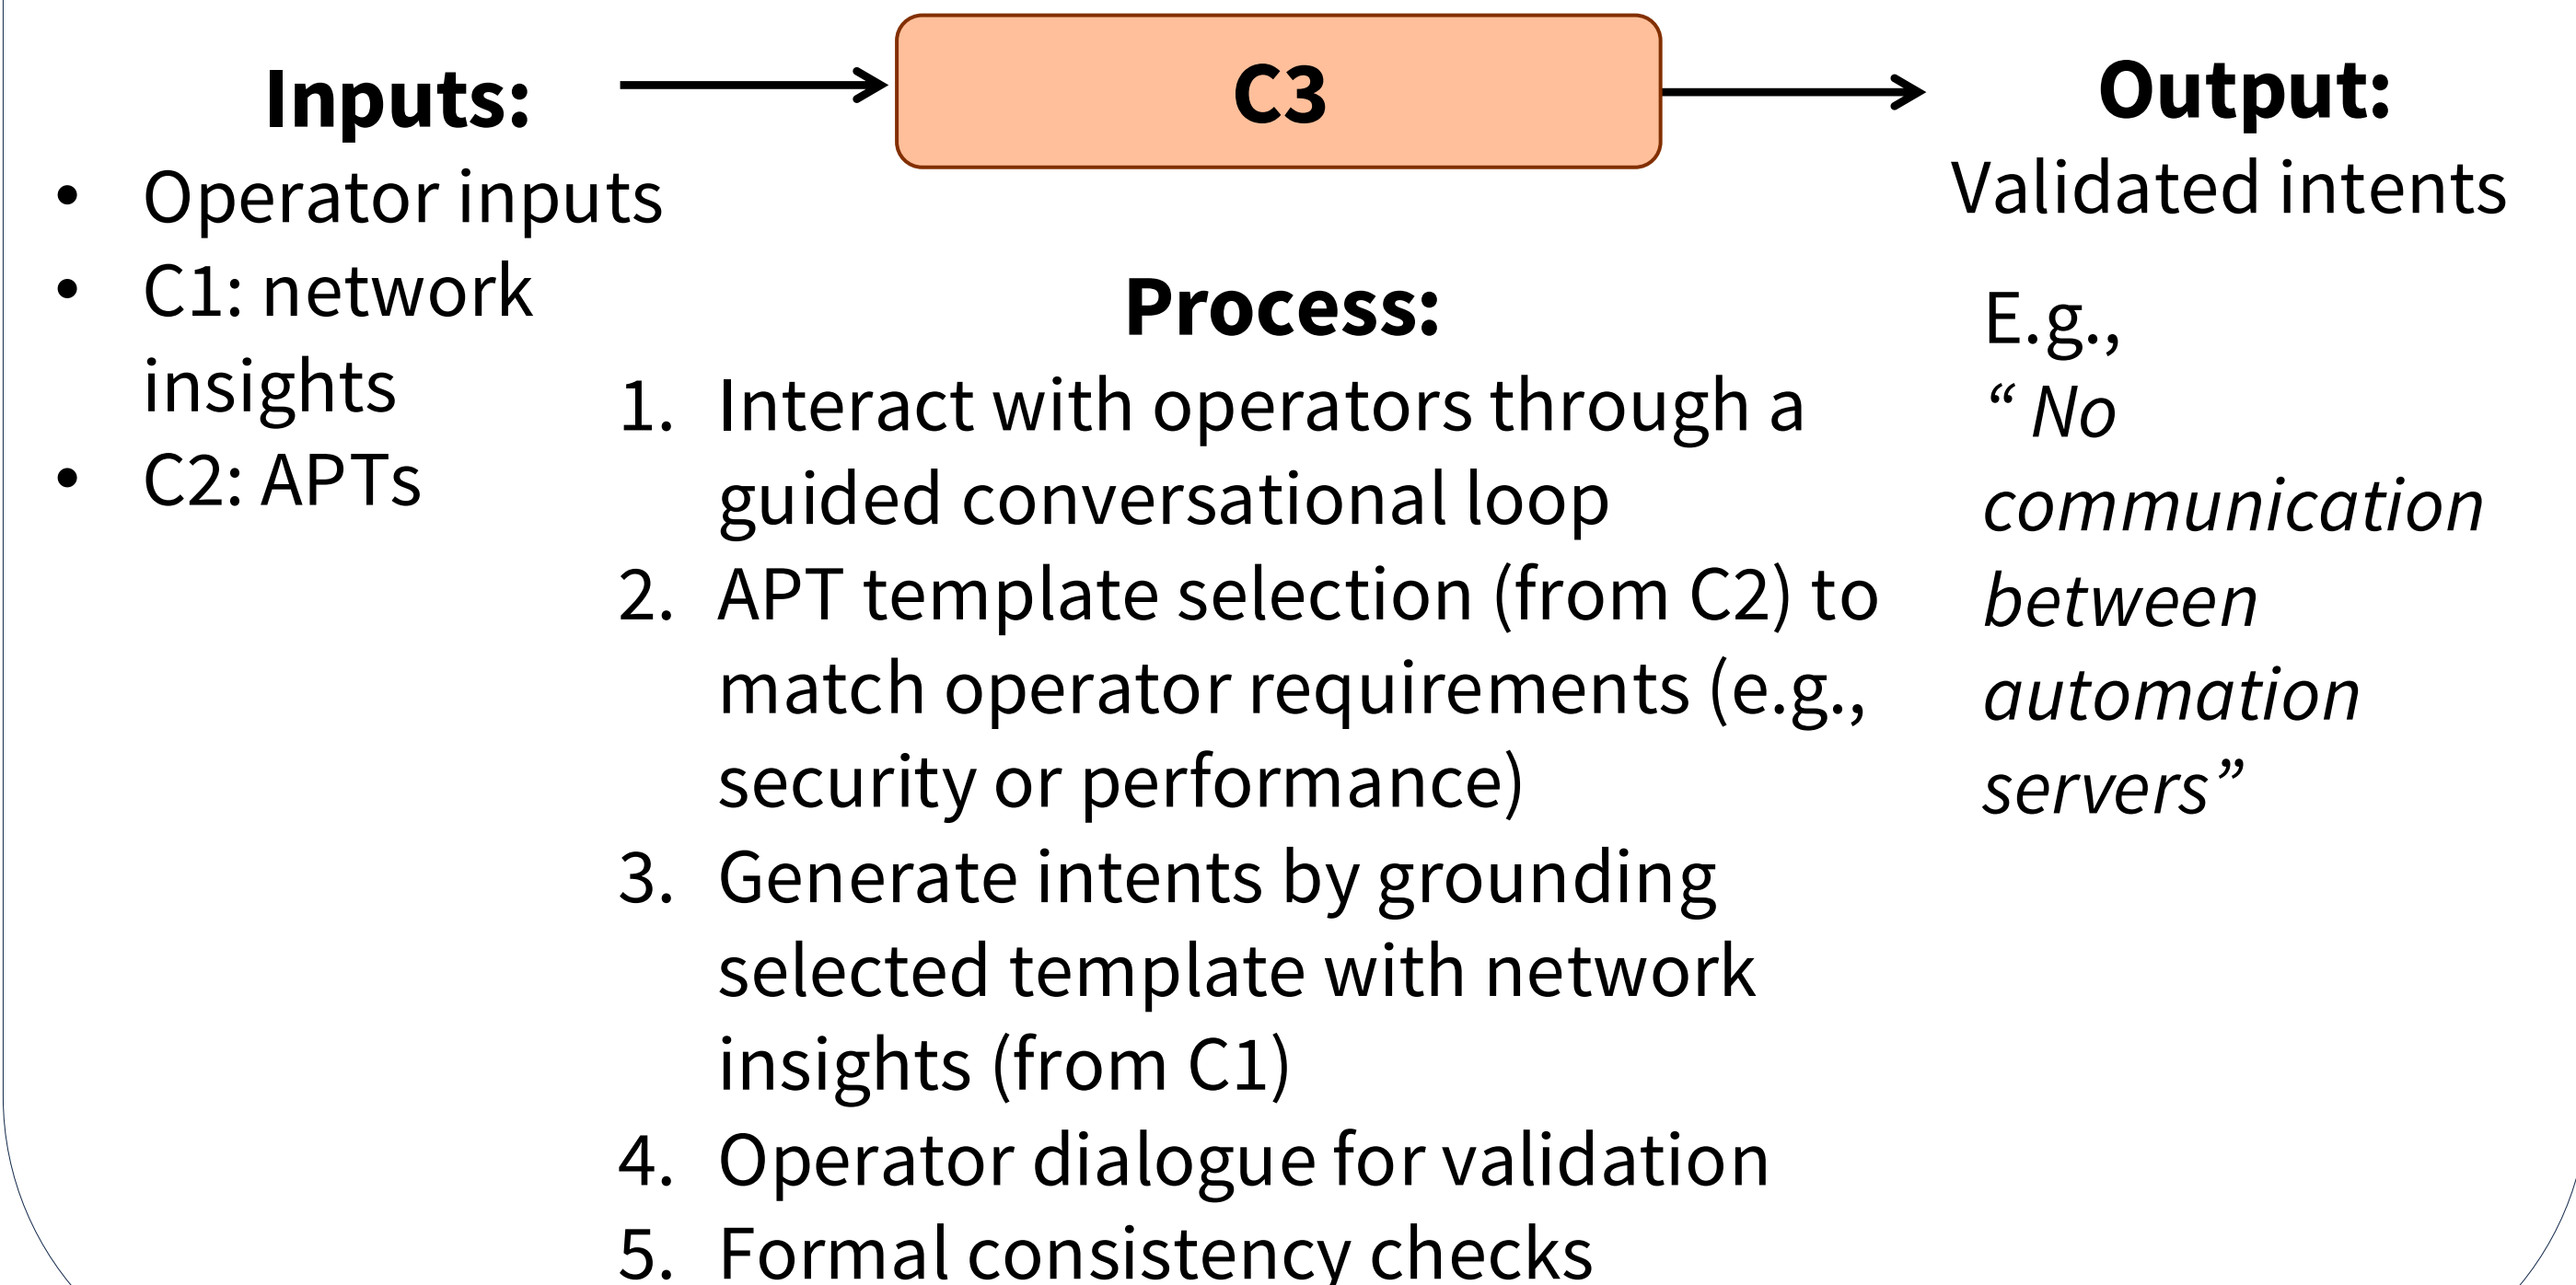 Inputs:
• Operator inputs
• C1: network
insights
• C2: APTs
C3
Process:
1. Interact with operators through a
guided conversational loop
2. APT template selection (from C2) to
match operator requirements (e.g.,
security or performance)
3. Generate intents by grounding
selected template with network
insights (from C1)
4. Operator dialogue for validation
5. Formal consistency checks
Output:
Validated intents
E.g.,
“ No
communication
between
automation
servers”